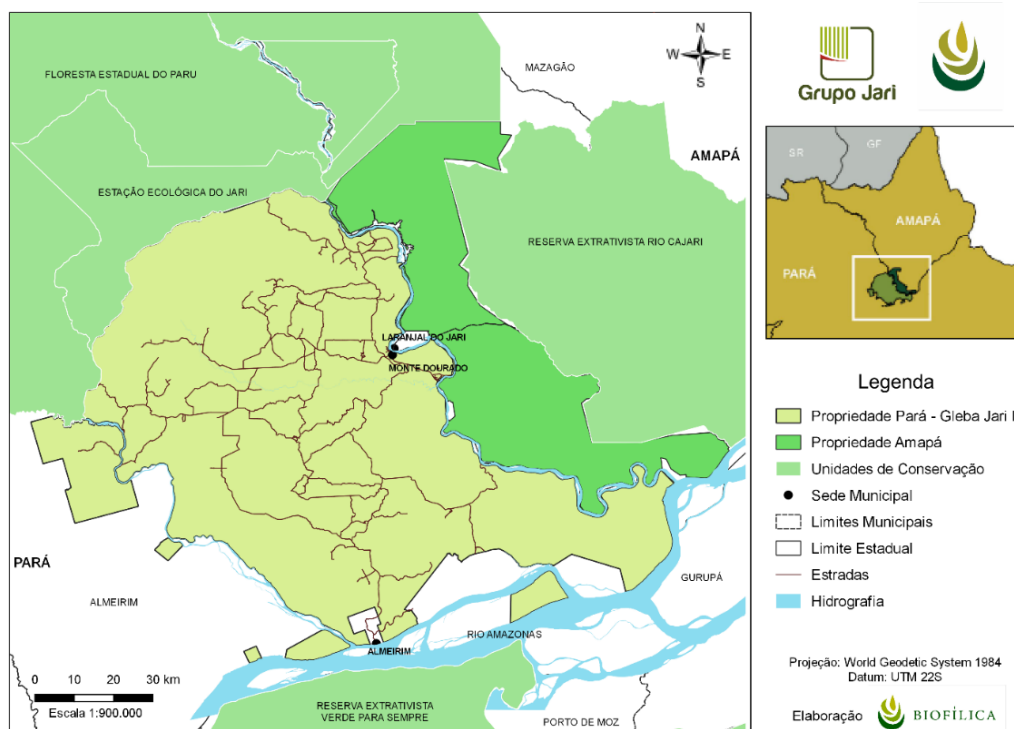 FLORESTA ESTADUAL DO PARU
MAZAGÃO
N
W
E
S
AMAPÁ
ESTAÇÃO ECOLÓGICA DO JARI
RESERVA EXTRATIVISTA RIO CAJARI
LARANJAL DO JARI
MONTE DOURADO
PARÁ
ALMEIRIM
GURUPÁ
RIO AMAZONAS
ALMEIRIM
0 10 20 30 km
Escala 1:900.000
RESERVA EXTRATIVISTA
VERDE PARA SEMPRE
PORTO DE MOZ
Grupo Jari
SR
GF
AMAPÁ
PARÁ
Legenda
Propriedade Pará - Gleba Jari I
Propriedade Amapá
Unidades de Conservação
Sede Municipal
Limites Municipais
Limite Estadual
Estradas
Hidrografia
Projeção: World Geodetic System 1984
Datum: UTM 22S
Elaboração
BIOFÍLICA